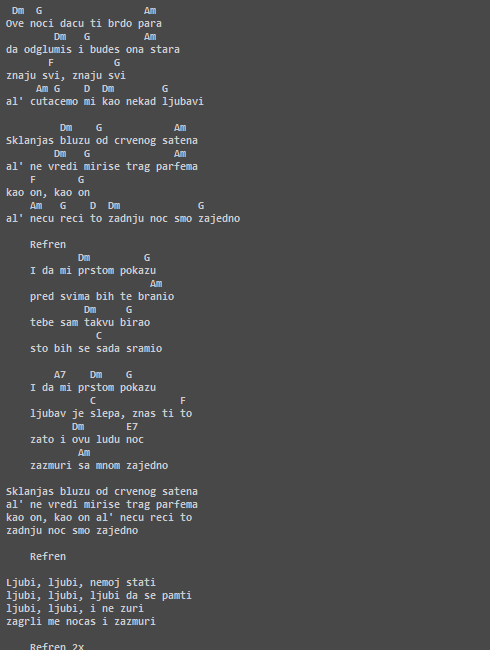 Dm G Am
Ove noci dacu ti brdo para
Dm G Am
da odglumis i budes ona stara
F G
znaju svi, znaju svi
Am G D Dm G
al' cutacemo mi kao nekad ljubavi
Dm G Am
Sklanjas bluzu od crvenog satena
Dm G Am
al' ne vredi mirise trag parfema
F G
kao on, kao on
Am G D Dm G
al' necu reci to zadnju noc smo zajedno
Refren
Dm G
I da mi prstom pokazu
Am
pred svima bih te branio
Dm G
tebe sam takvu birao
C
sto bih se sada sramio
A7 Dm G
I da mi prstom pokazu
C F
ljubav je slepa, znas ti to
Dm E7
zato i ovu ludu noc
Am
zazmuri sa mnom zajedno
Sklanjas bluzu od crvenog satena
al' ne vredi mirise trag parfema
kao on, kao on al' necu reci to
zadnju noc smo zajedno
Refren
Ljubi, ljubi, nemoj stati
ljubi, ljubi, ljubi da se pamti
ljubi, ljubi, i ne zuri
zagrli me nocas i zazmuri
Refren 2x